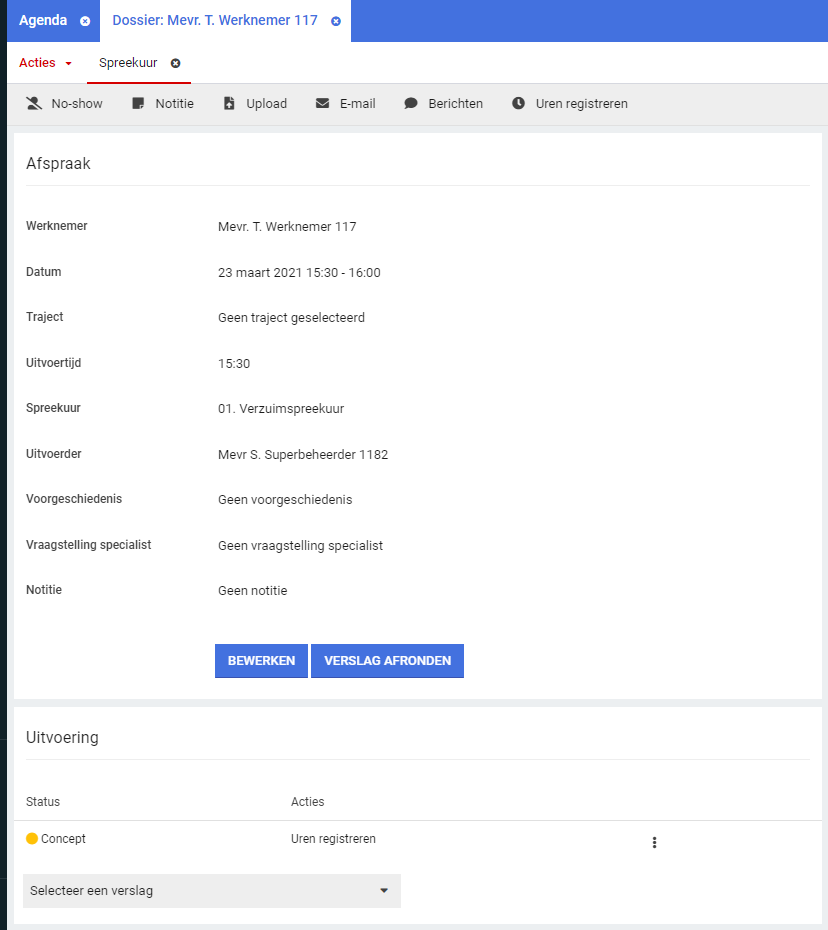 Agenda Dossier: Mevr. T. Werknemer 117
Acties Spreekuur
No-show Notitie Upload E-mail Berichten Uren registreren
Afspraak
Werknemer Mevr. T. Werknemer 117
Datum 23 maart 2021 15:30 - 16:00
Traject Geen traject geselecteerd
Uitvoertijd 15:30
Spreekuur 01. Verzuimspreekuur
Uitvoerder Mevr S. Superbeheerder 1182
Voorgeschiedenis Geen voorgeschiedenis
Vraagstelling specialist Geen vraagstelling specialist
Notitie Geen notitie
BEWERKEN VERSLAG AFRONDEN
Uitvoering
Status Acties
Concept Uren registreren
Selecteer een verslag